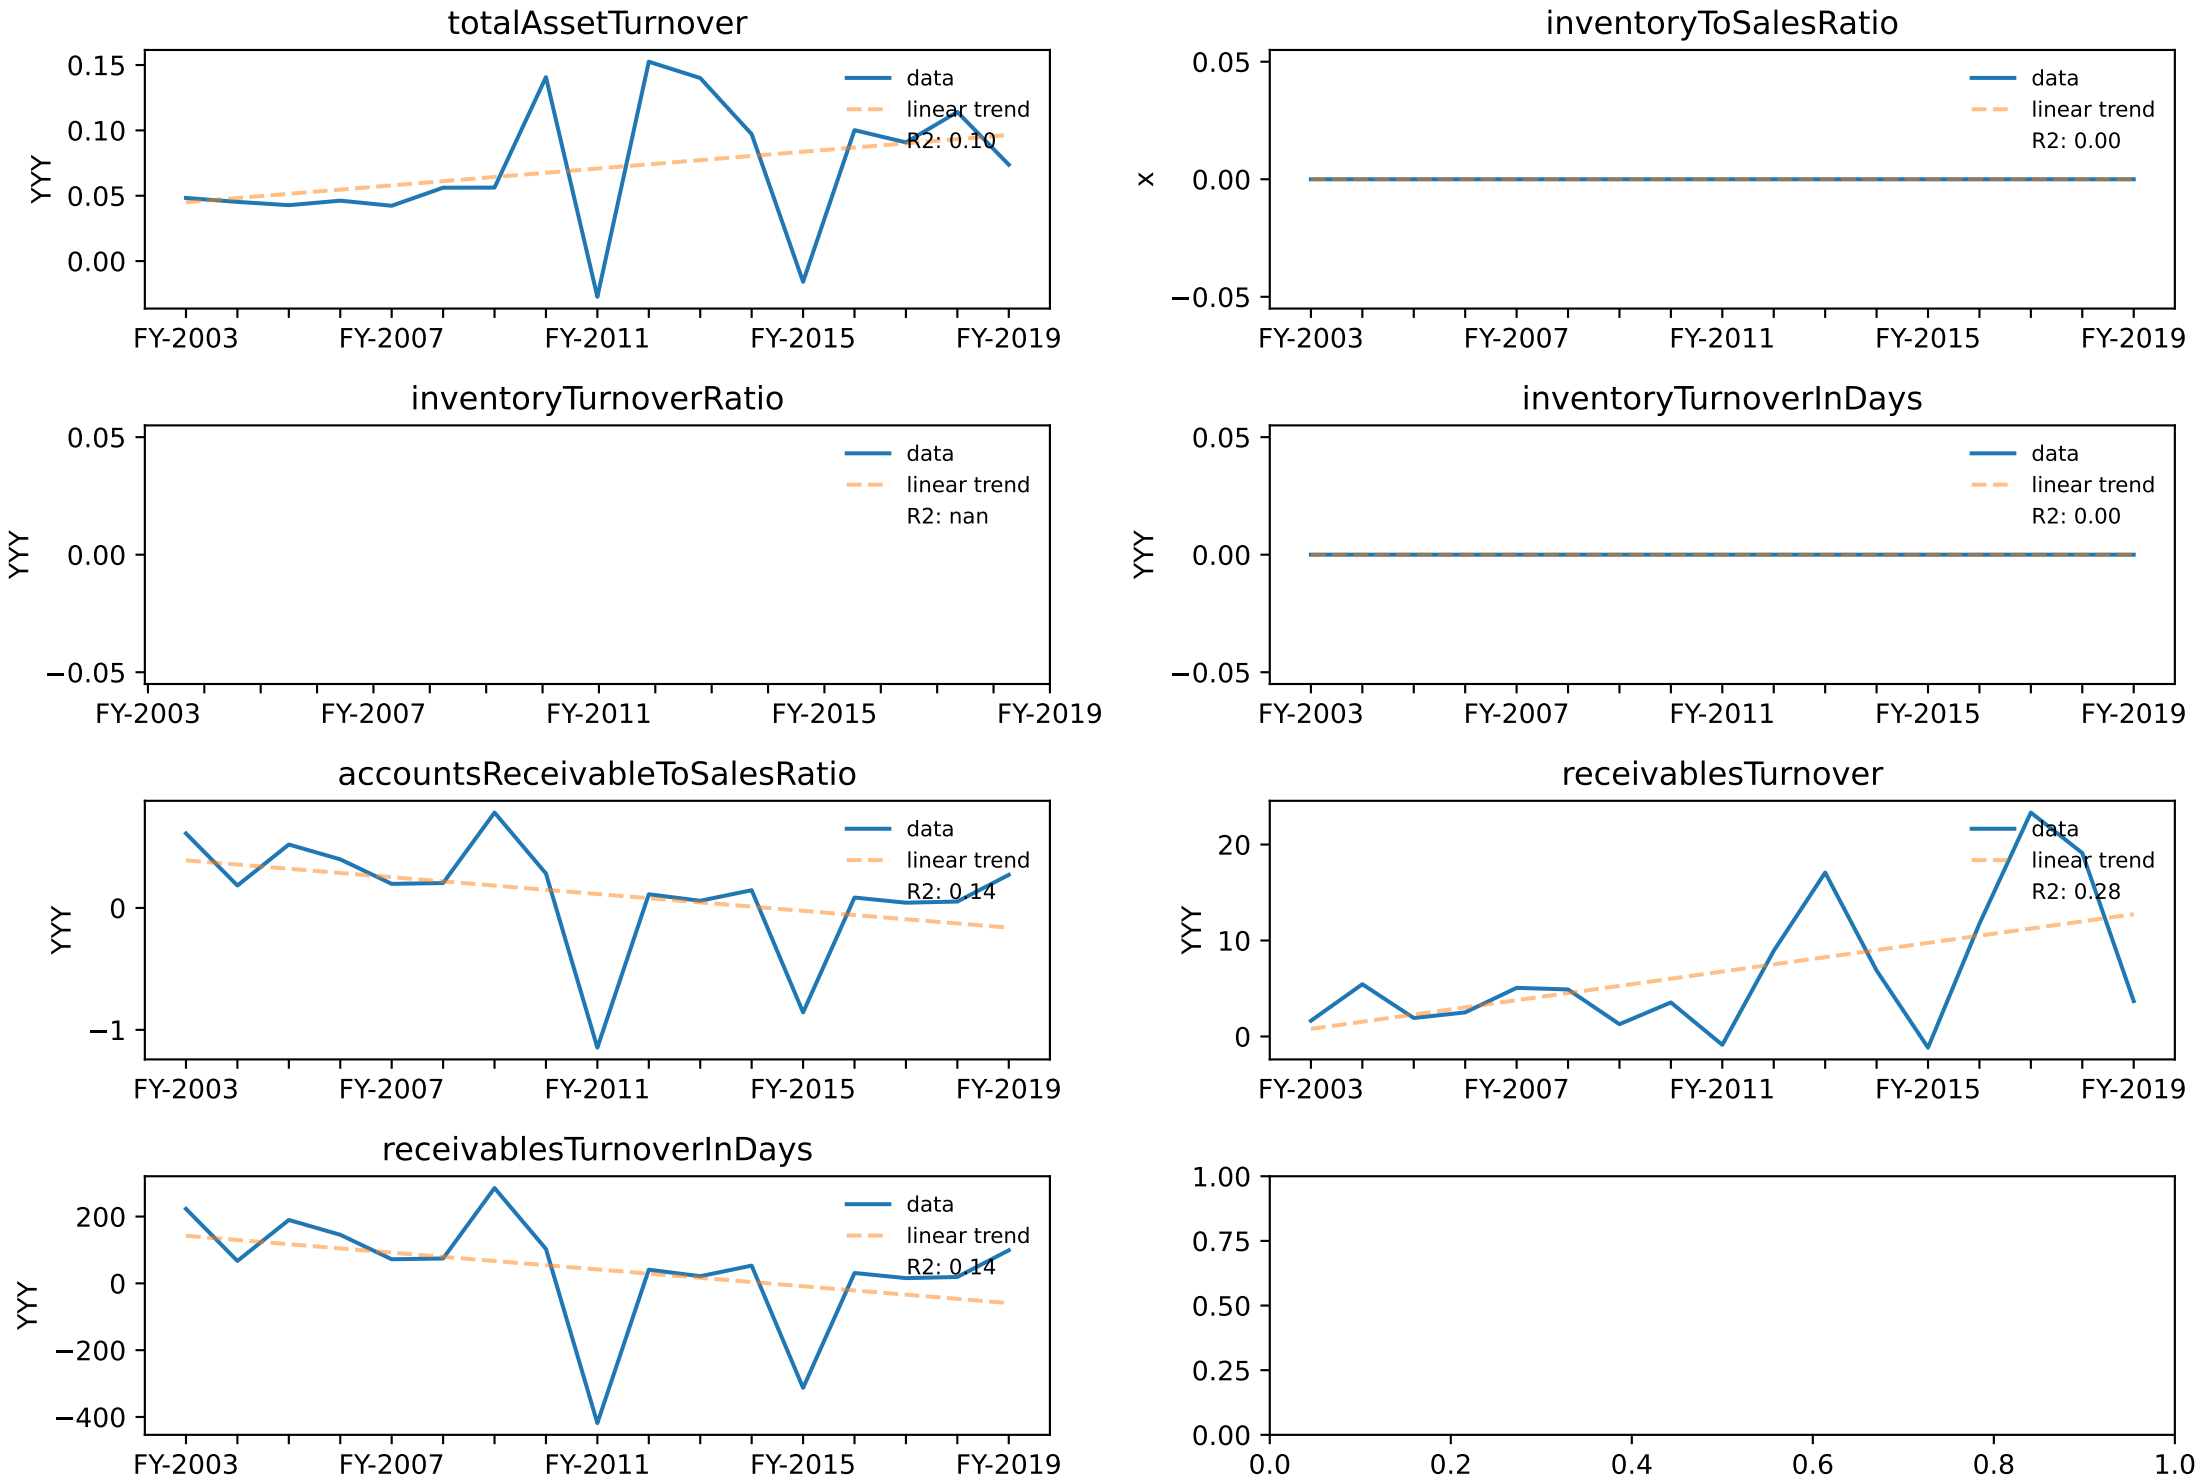 totalAssetTurnover
0.15
0.10
0.05
0.00
YYY
data
linear trend
R2: 0.10
FY-2003 FY-2007 FY-2011 FY-2015 FY-2019
inventoryToSalesRatio
0.05
0.00
−0.05
x
data
linear trend
R2: 0.00
FY-2003 FY-2007 FY-2011 FY-2015 FY-2019
inventoryTurnoverRatio
0.05
0.00
−0.05
YYY
data
linear trend
R2: nan
FY-2003 FY-2007 FY-2011 FY-2015 FY-2019
inventoryTurnoverInDays
0.05
0.00
−0.05
YYY
data
linear trend
R2: 0.00
FY-2003 FY-2007 FY-2011 FY-2015 FY-2019
accountsReceivableToSalesRatio
0
−1
YYY
data
linear trend
R2: 0.14
FY-2003 FY-2007 FY-2011 FY-2015 FY-2019
receivablesTurnover
20
10
0
YYY
data
linear trend
R2: 0.28
FY-2003 FY-2007 FY-2011 FY-2015 FY-2019
receivablesTurnoverInDays
200
0
−200
−400
YYY
data
linear trend
R2: 0.14
FY-2003 FY-2007 FY-2011 FY-2015 FY-2019
1.00
0.75
0.50
0.25
0.00
0.0 0.2 0.4 0.6 0.8 1.0